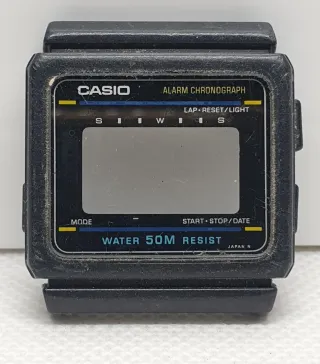 CASIO ALARM CHRONOGRAPH
LAP•RESET/LIGHT
S W S
MODE START•STOP/DATE
WATER 50M RESIST
JAPAN